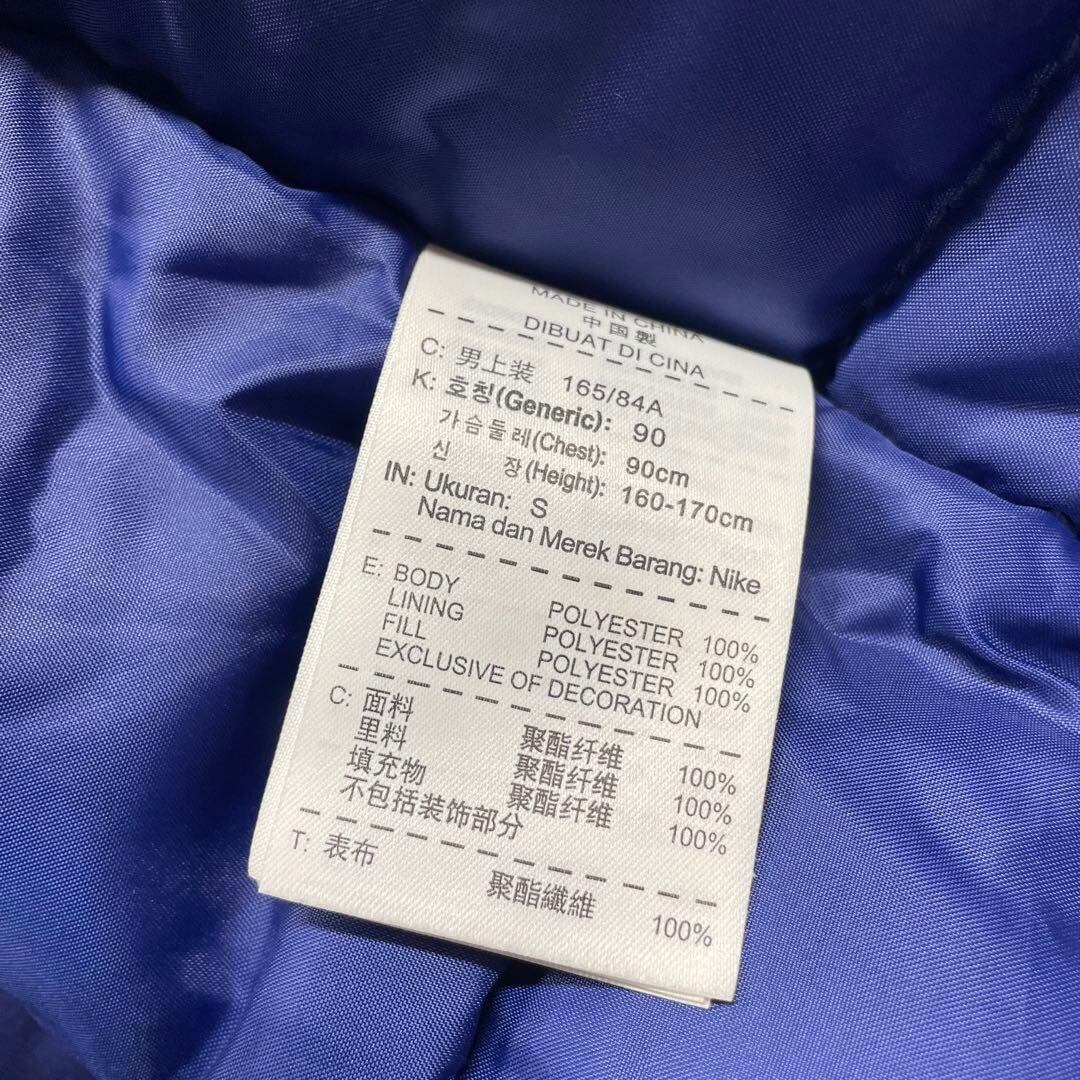 MADE IN CHINA
中国製
DIBUAT DI CINA
C: 男上装 165/84A
K: 호칭(Generic): 90
가슴둘레(Chest): 90cm
신 장(Height): 160-170cm
IN: Ukuran: S
Nama dan Merek Barang: Nike
E: BODY POLYESTER 100%
LINING POLYESTER 100%
FILL POLYESTER 100%
EXCLUSIVE OF DECORATION
C: 面料 聚酯纤维 100%
里料 聚酯纤维 100%
填充物 聚酯纤维 100%
不包括装饰部分
T: 表布 聚酯纖維 100%